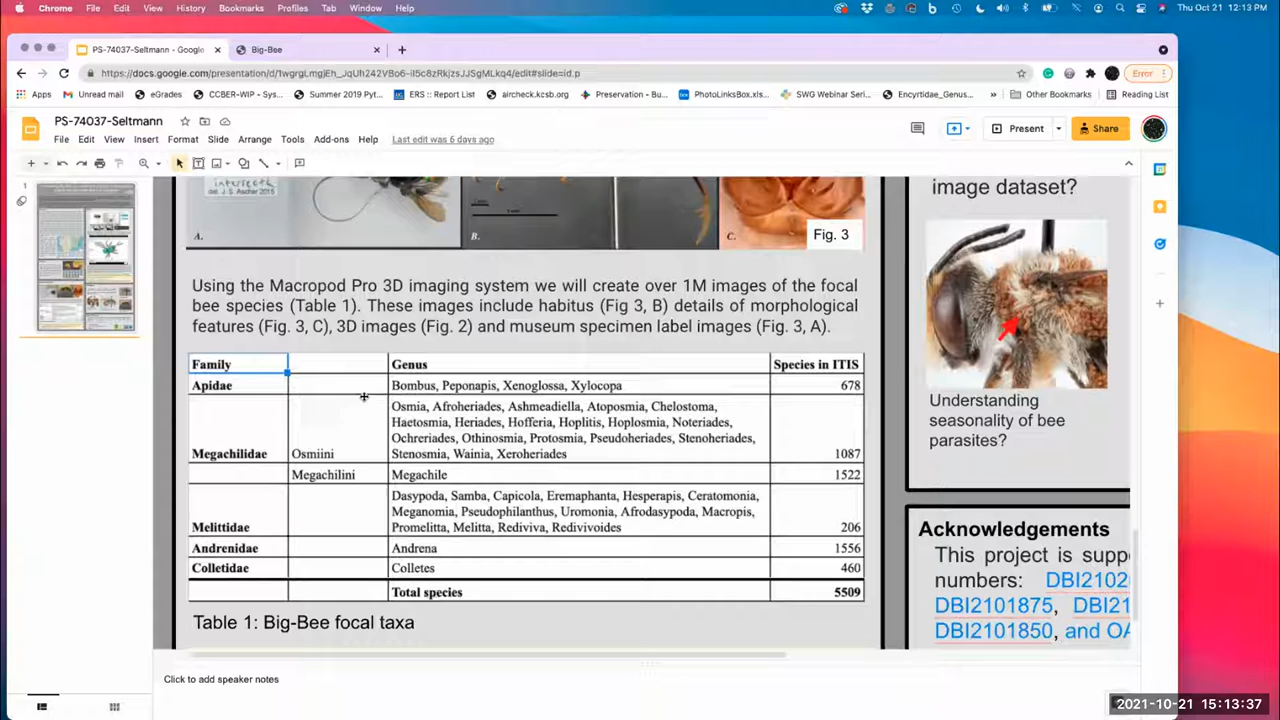 Chrome File Edit View History Bookmarks Profiles Tab Window Help Thu Oct 21 12:13 PM
PS-74037-Seltmann - Google Big-Bee
https://docs.google.com/presentation/d/
Error
Apps Unread mail eGrades CCBER-WIP - Sys... Summer 2019 Pyt... ERS :: Report List aircheck.kcsb.org Preservation - Bu... PhotoLinksBox.xls... SWG Webinar Seri... Encyrtidae_Genus... » Other Bookmarks Reading List
PS-74037-Seltmann
File Edit View Insert Format Slide Arrange Tools Add-ons Help Last edit was 6 days ago
Present Share
1
det. J. S. Ascher 2015
A. B. C. Fig. 3
Using the Macropod Pro 3D imaging system we will create over 1M images of the focal
bee species (Table 1). These images include habitus (Fig 3, B) details of morphological
features (Fig. 3, C), 3D images (Fig. 2) and museum specimen label images (Fig. 3, A).
Family Genus Species in ITIS
Apidae Bombus, Peponapis, Xenoglossa, Xylocopa 678
Osmia, Afroheriades, Ashmeadiella, Atoposmia, Chelostoma,
Haetosmia, Heriades, Hofferia, Hoplitis, Hoplosmia, Noteriades,
Ochreriades, Othinosmia, Protosmia, Pseudoheriades, Stenoheriades,
Megachilidae Osmiini Stenosmia, Wainia, Xeroheriades 1087
Megachilini Megachile 1522
Dasypoda, Samba, Capicola, Eremaphanta, Hesperapis, Ceratomonia,
Meganomia, Pseudophilanthus, Uromonia, Afrodasypoda, Macropis,
Melittidae Promelitta, Melitta, Rediviva, Redivivoides 206
Andrenidae Andrena 1556
Colletidae Colletes 460
Total species 5509
Table 1: Big-Bee focal taxa
image dataset?
Understanding
seasonality of bee
parasites?
Acknowledgements
This project is supp
numbers: DBI2102
DBI2101875, DBI21
DBI2101850, and OA
Click to add speaker notes
2021-10-21 15:13:37